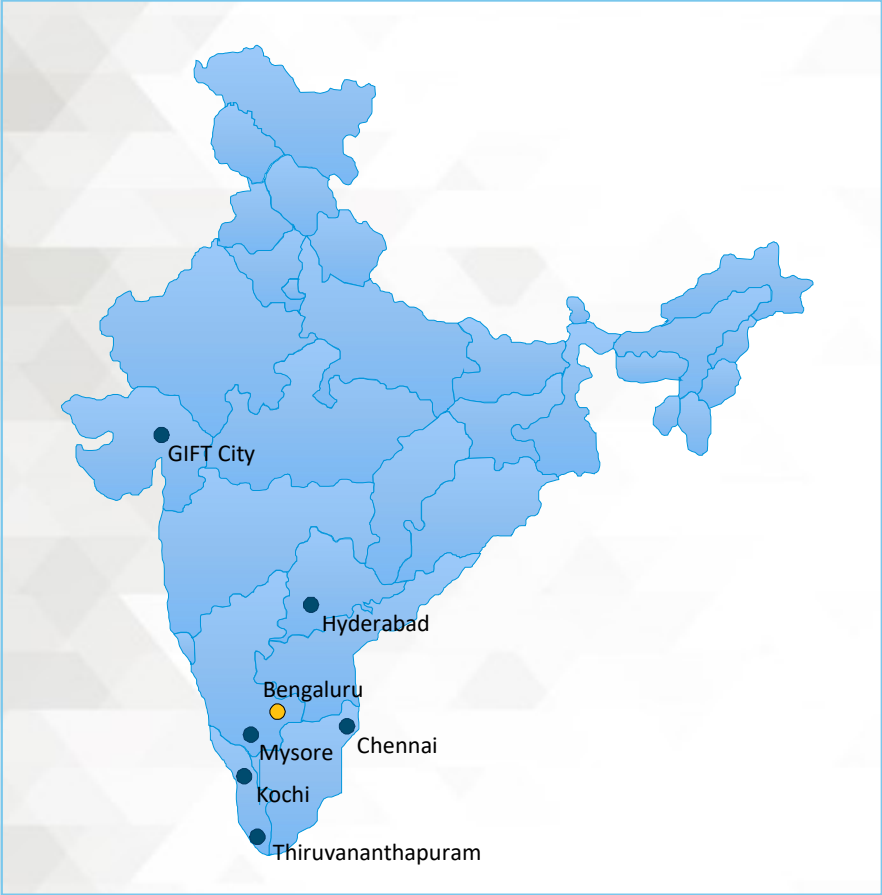 GIFT City
Hyderabad
Bengaluru
Chennai
Mysore
Kochi
Thiruvananthapuram